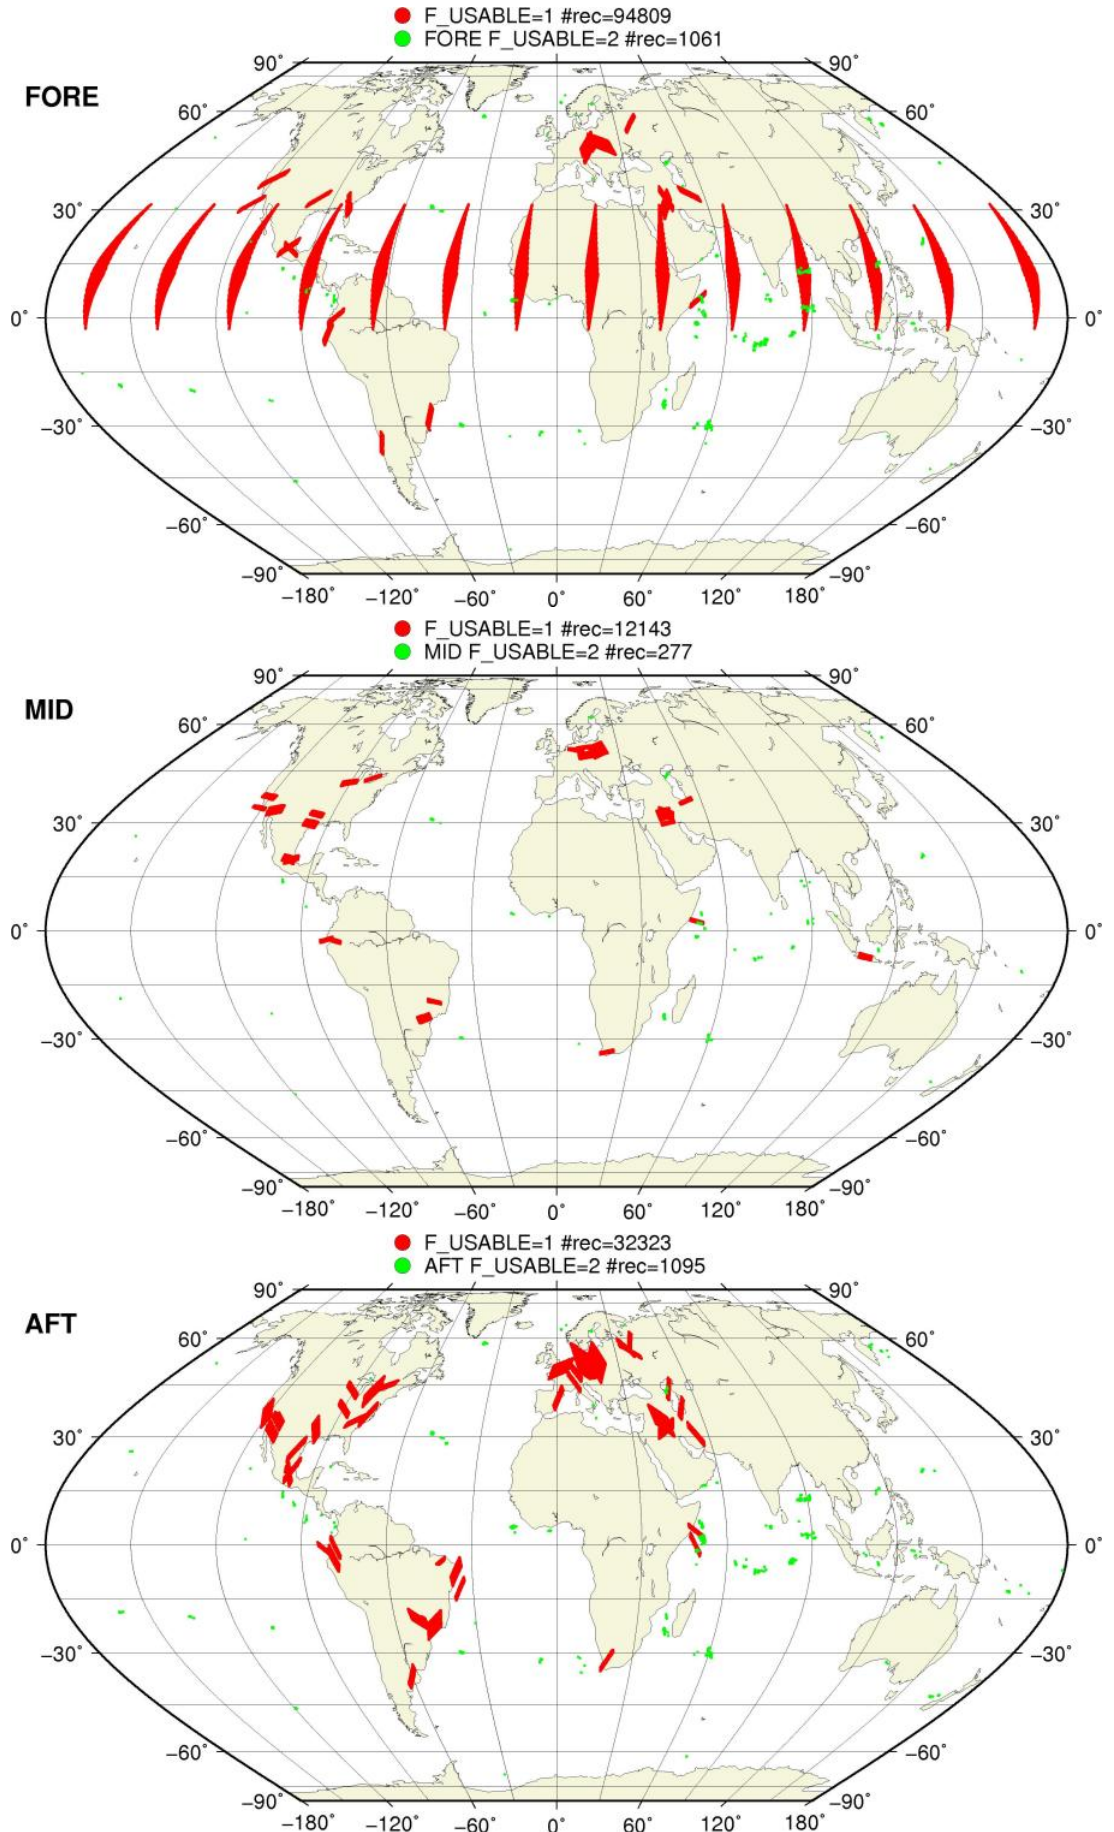 F_USABLE=1 #rec=94809
FORE F_USABLE=2 #rec=1061
FORE
90° 90°
60° 60°
30° 30°
0° 0°
−30° −30°
−60° −60°
−90° −90°
−180° −120° −60° 0° 60° 120° 180°
F_USABLE=1 #rec=12143
MID F_USABLE=2 #rec=277
MID
90° 90°
60° 60°
30° 30°
0° 0°
−30° −30°
−60° −60°
−90° −90°
−180° −120° −60° 0° 60° 120° 180°
F_USABLE=1 #rec=32323
AFT F_USABLE=2 #rec=1095
AFT
90° 90°
60° 60°
30° 30°
0° 0°
−30° −30°
−60° −60°
−90° −90°
−180° −120° −60° 0° 60° 120° 180°